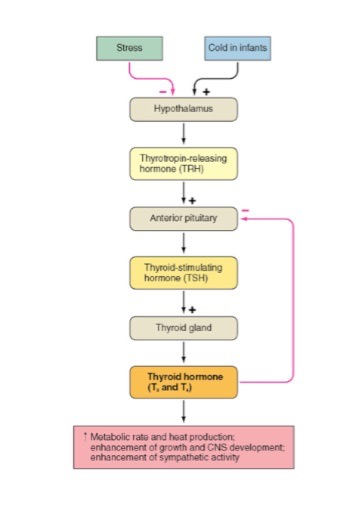 Stress
Cold in infants
–
+
Hypothalamus
Thyrotropin-releasing
hormone (TRH)
+
–
Anterior pituitary
Thyroid-stimulating
hormone (TSH)
+
Thyroid gland
Thyroid hormone
(T₃ and T₄)
↑ Metabolic rate and heat production;
enhancement of growth and CNS development;
enhancement of sympathetic activity